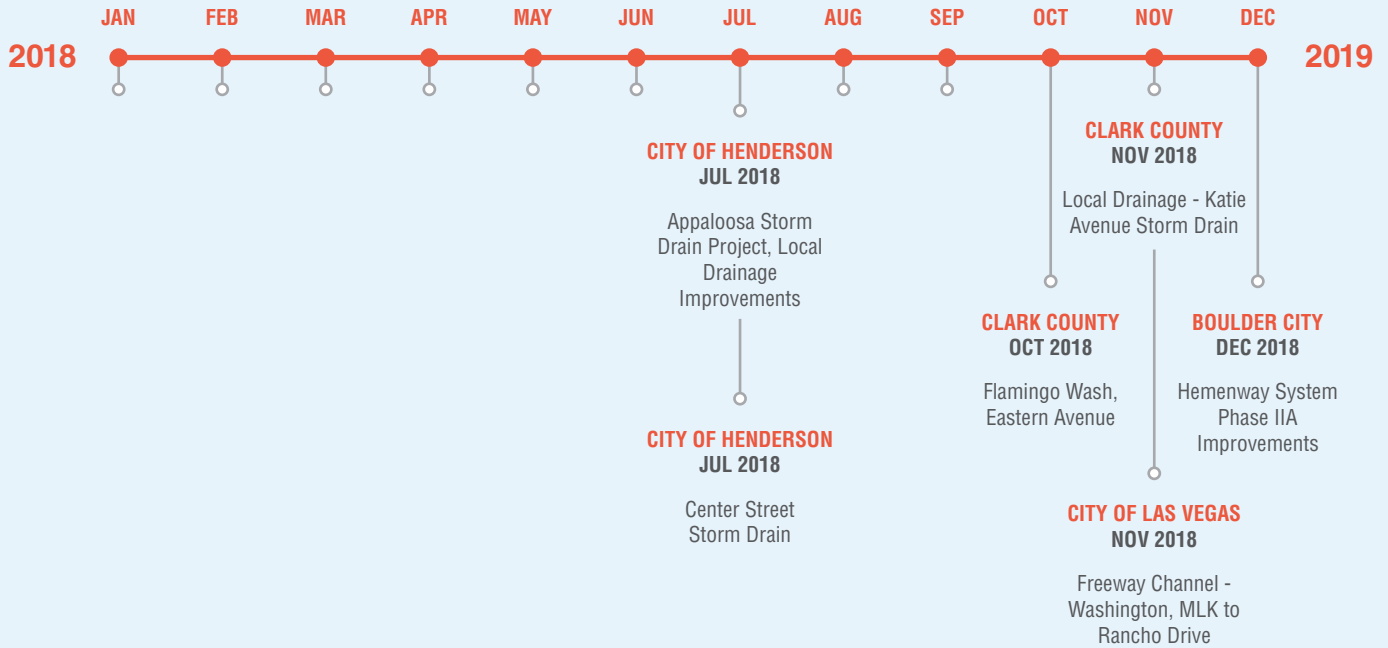 JAN FEB MAR APR MAY JUN JUL AUG SEP OCT NOV DEC
2018 2019
CITY OF HENDERSON
JUL 2018
Appaloosa Storm
Drain Project, Local
Drainage
Improvements
CITY OF HENDERSON
JUL 2018
Center Street
Storm Drain
CLARK COUNTY
OCT 2018
Flamingo Wash,
Eastern Avenue
CLARK COUNTY
NOV 2018
Local Drainage - Katie
Avenue Storm Drain
CITY OF LAS VEGAS
NOV 2018
Freeway Channel -
Washington, MLK to
Rancho Drive
BOULDER CITY
DEC 2018
Hemenway System
Phase IIA
Improvements